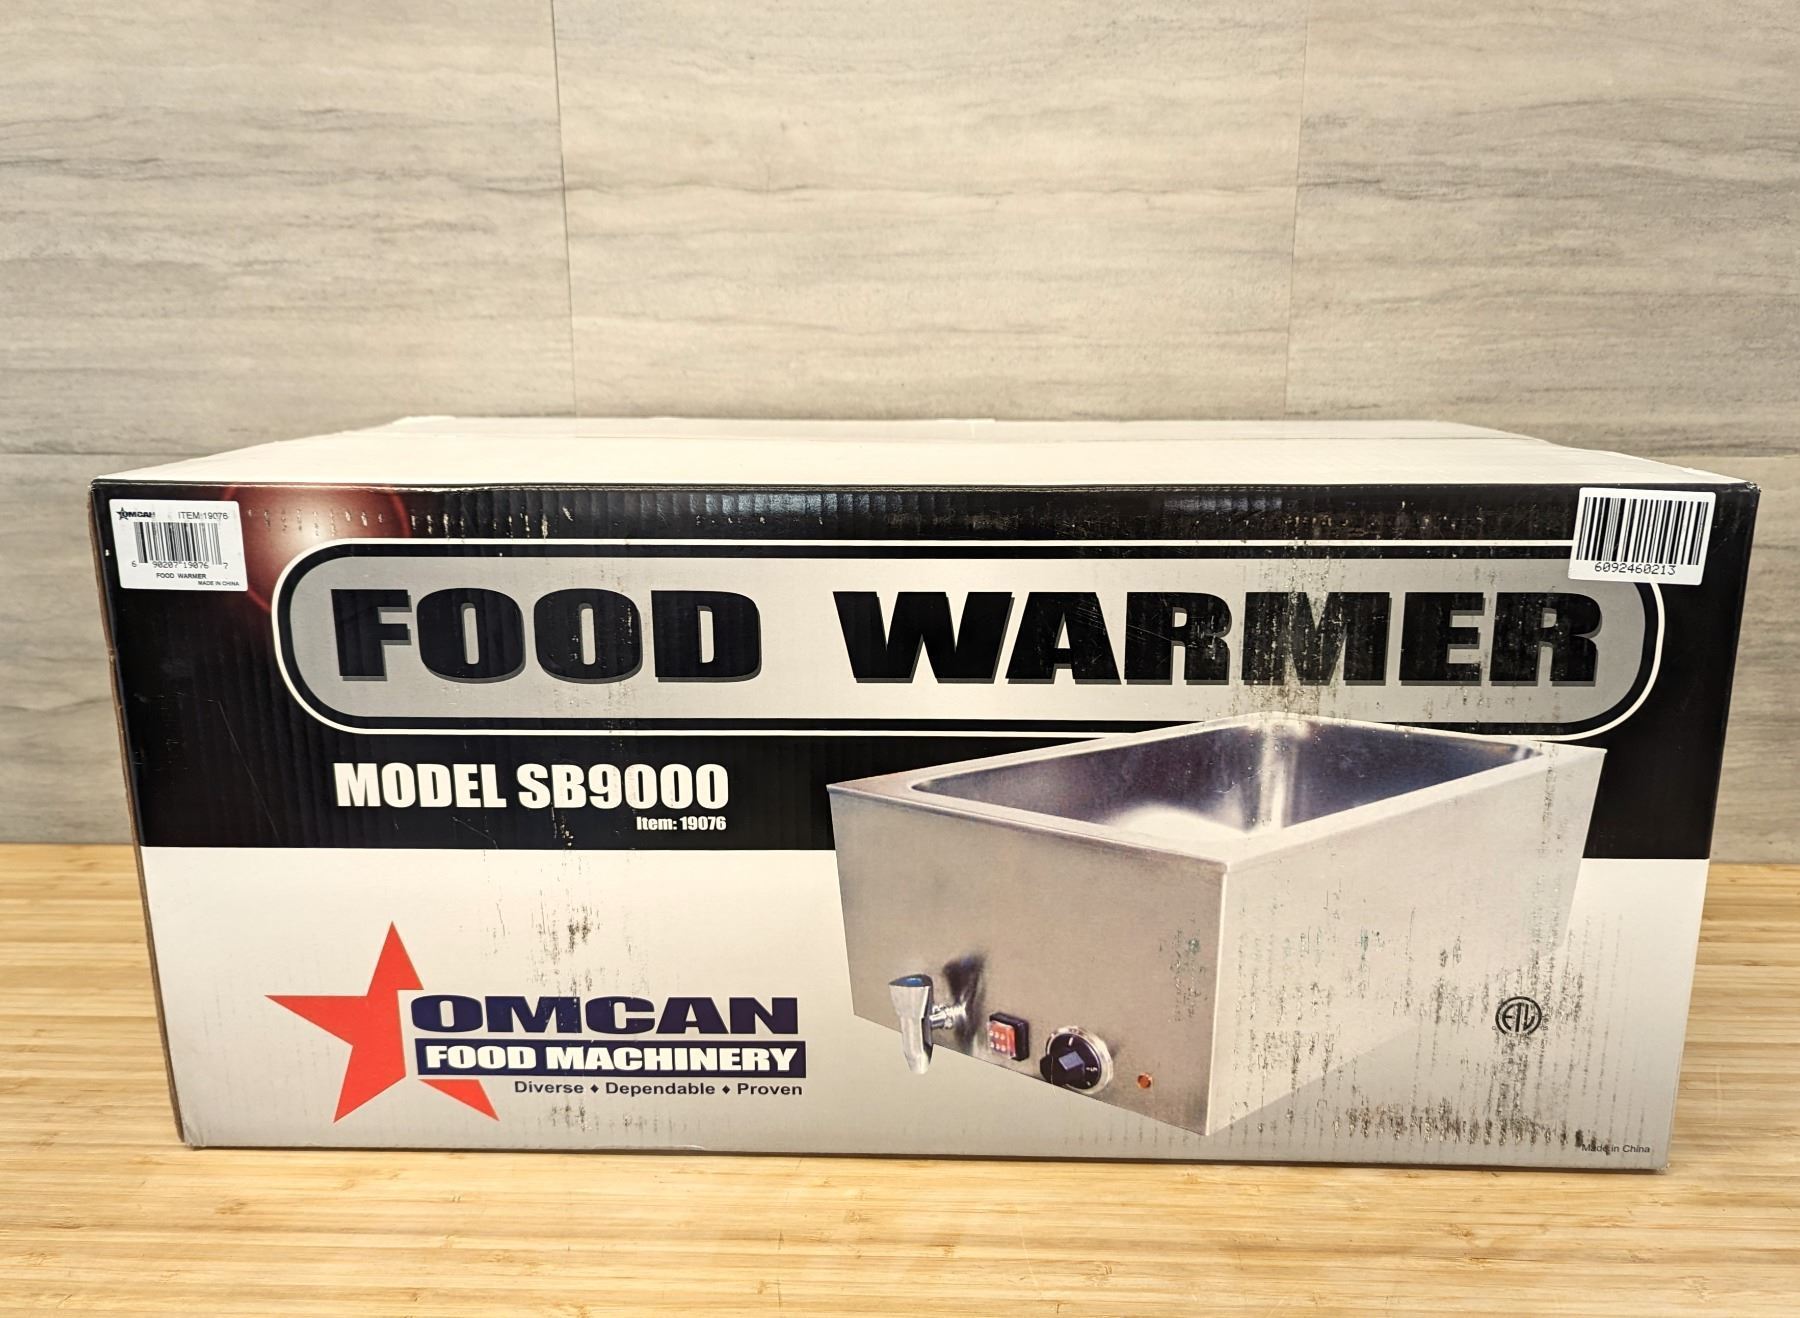 OMCAN ITEM:19076
6 90207 19076 7
FOOD WARMER
MADE IN CHINA
6092460213
FOOD WARMER
MODEL SB9000
Item: 19076
OMCAN
FOOD MACHINERY
Diverse ♦ Dependable ♦ Proven
ETL
Made in China